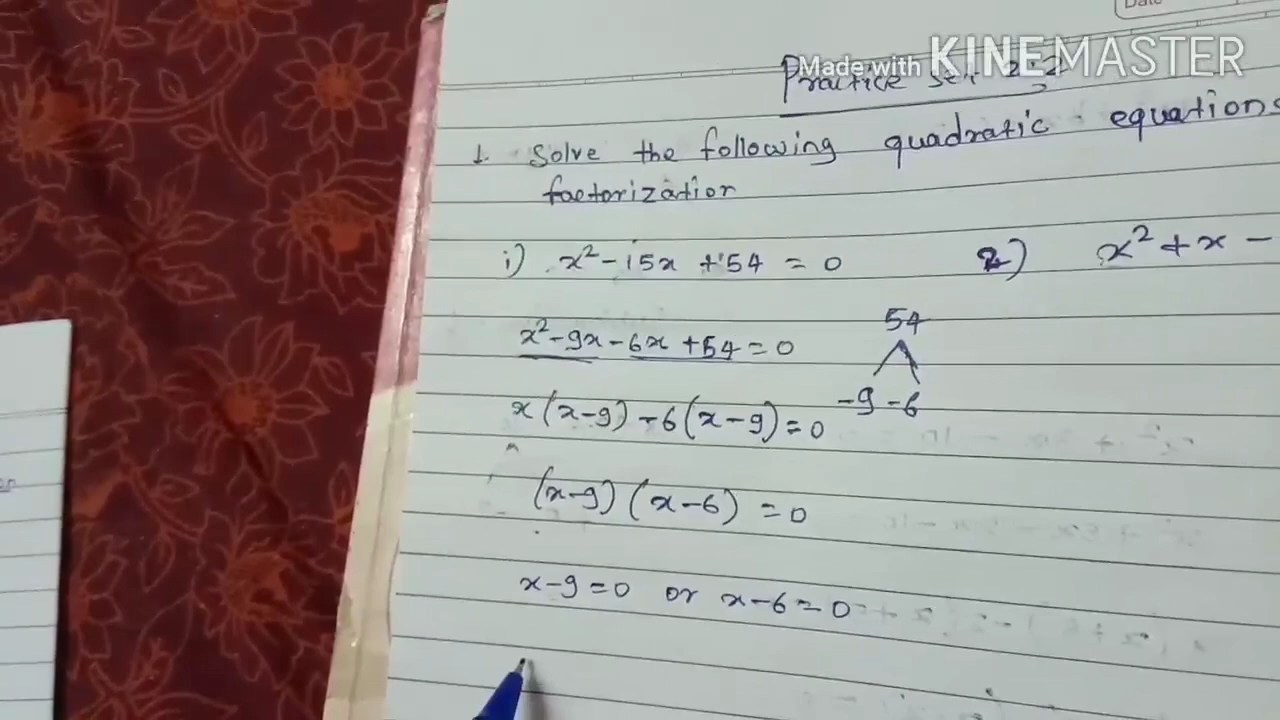 Date
Made with KINEMASTER
Practice set 2.2
1. Solve the following quadratic equations
factorization
i) x² - 15x + 54 = 0
2) x² + x -
x² - 9x - 6x + 54 = 0
54
-9 -6
x(x-9) - 6(x-9) = 0
(x-9)(x-6) = 0
x-9=0 or x-6=0